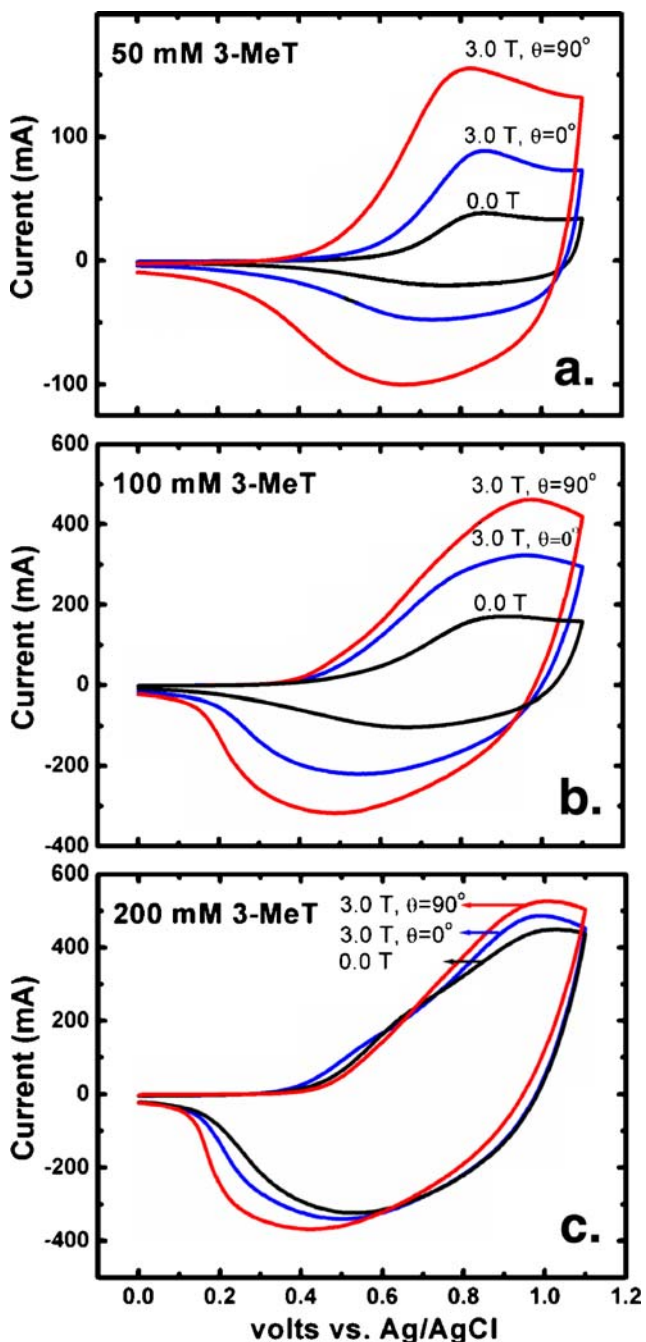 50 mM 3-MeT
3.0 T, θ=90°
3.0 T, θ=0°
0.0 T
100
0
-100
Current (mA)
a.
600
100 mM 3-MeT
3.0 T, θ=90°
400
3.0 T, θ=0°
200
0.0 T
0
-200
-400
Current (mA)
b.
600
200 mM 3-MeT
3.0 T, θ=90°
3.0 T, θ=0°
0.0 T
400
200
0
-200
-400
Current (mA)
c.
0.0 0.2 0.4 0.6 0.8 1.0 1.2
volts vs. Ag/AgCl